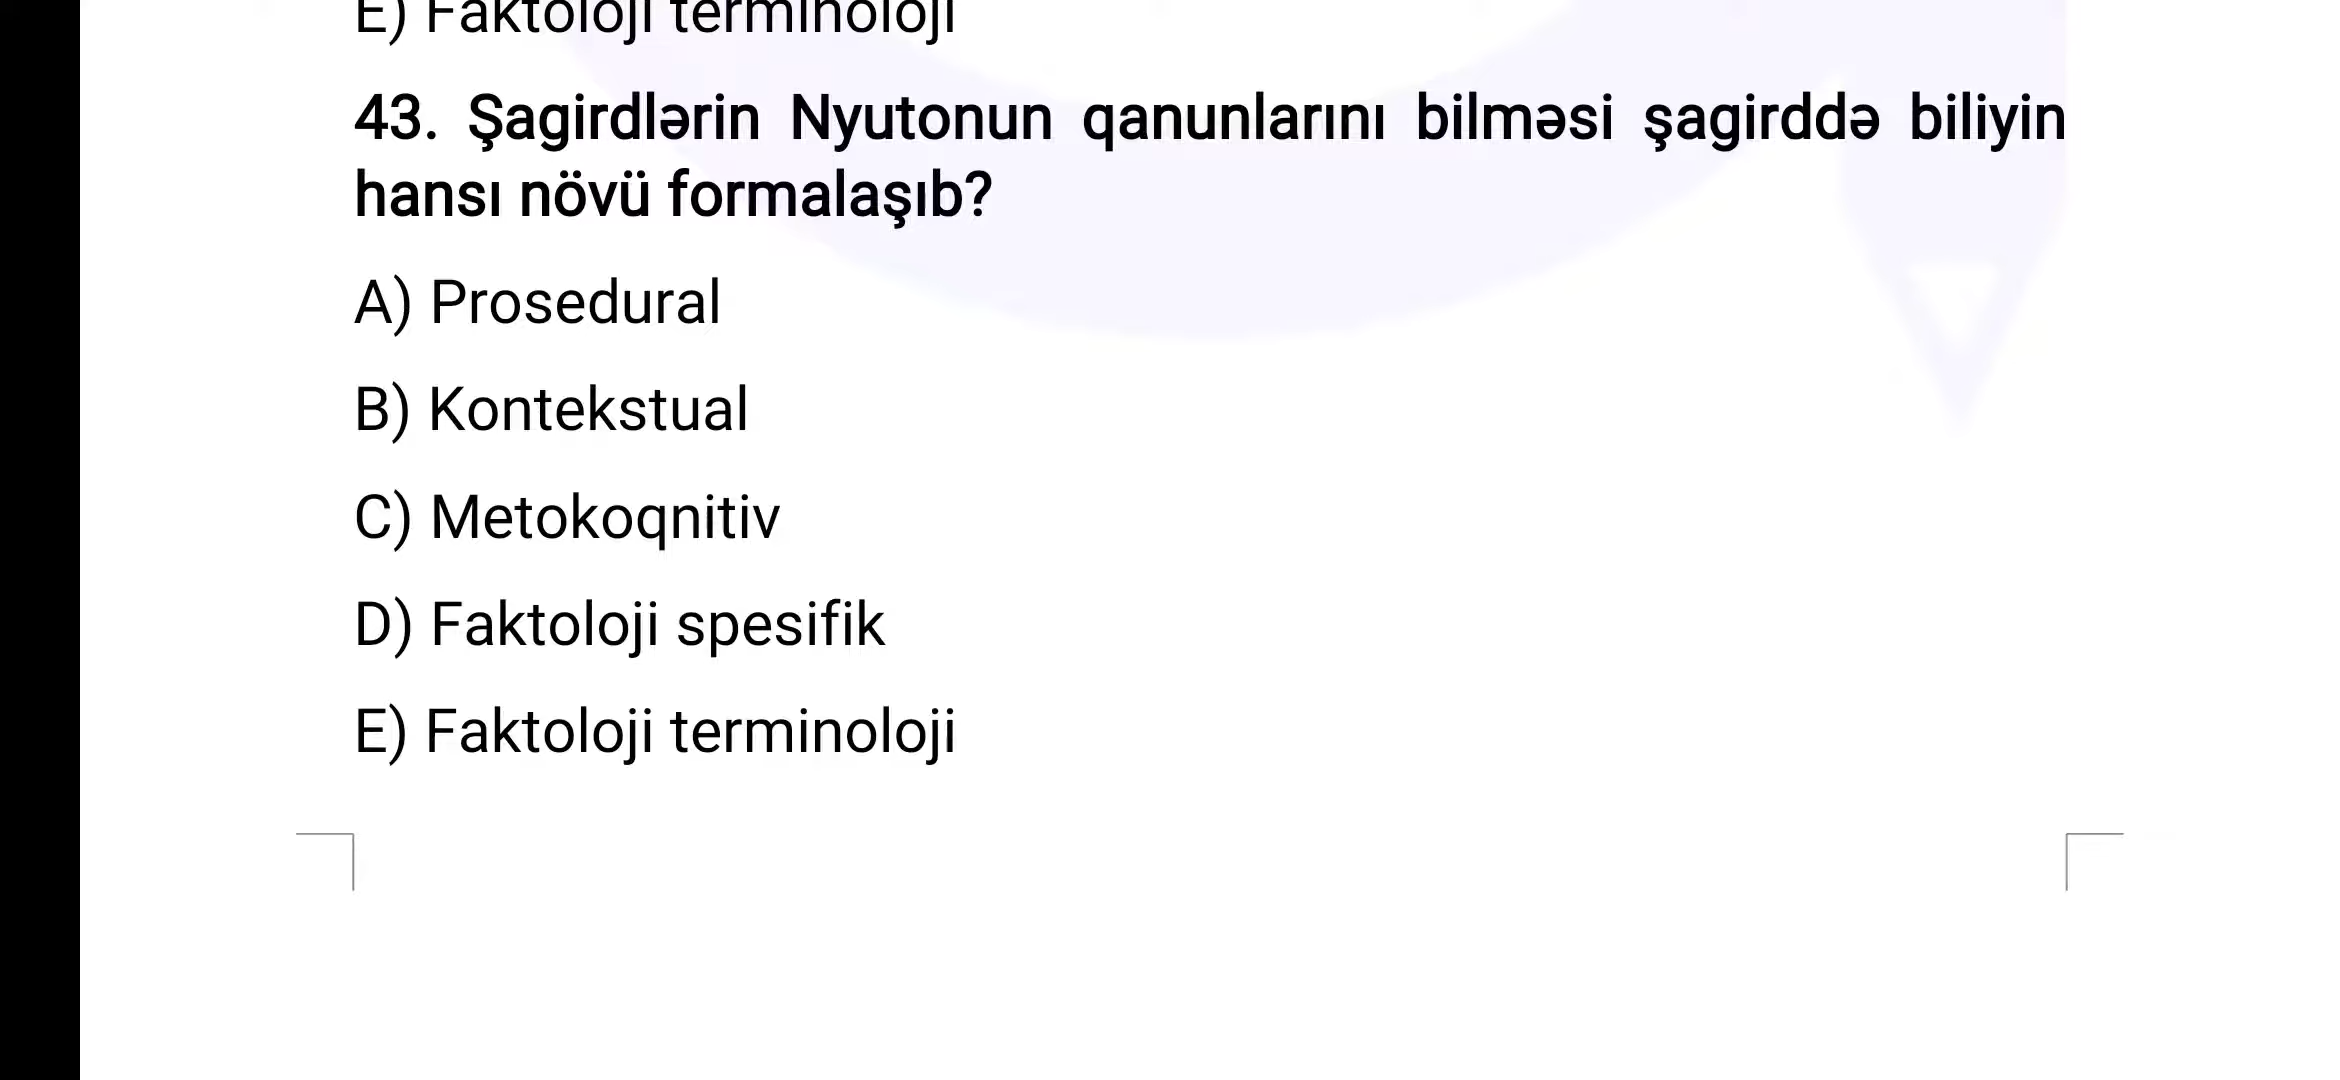 E) Faktoloji terminoloji
43. Şagirdlərin Nyutonun qanunlarını bilməsi şagirddə biliyin
hansı növü formalaşıb?
A) Prosedural
B) Kontekstual
C) Metokoqnitiv
D) Faktoloji spesifik
E) Faktoloji terminoloji